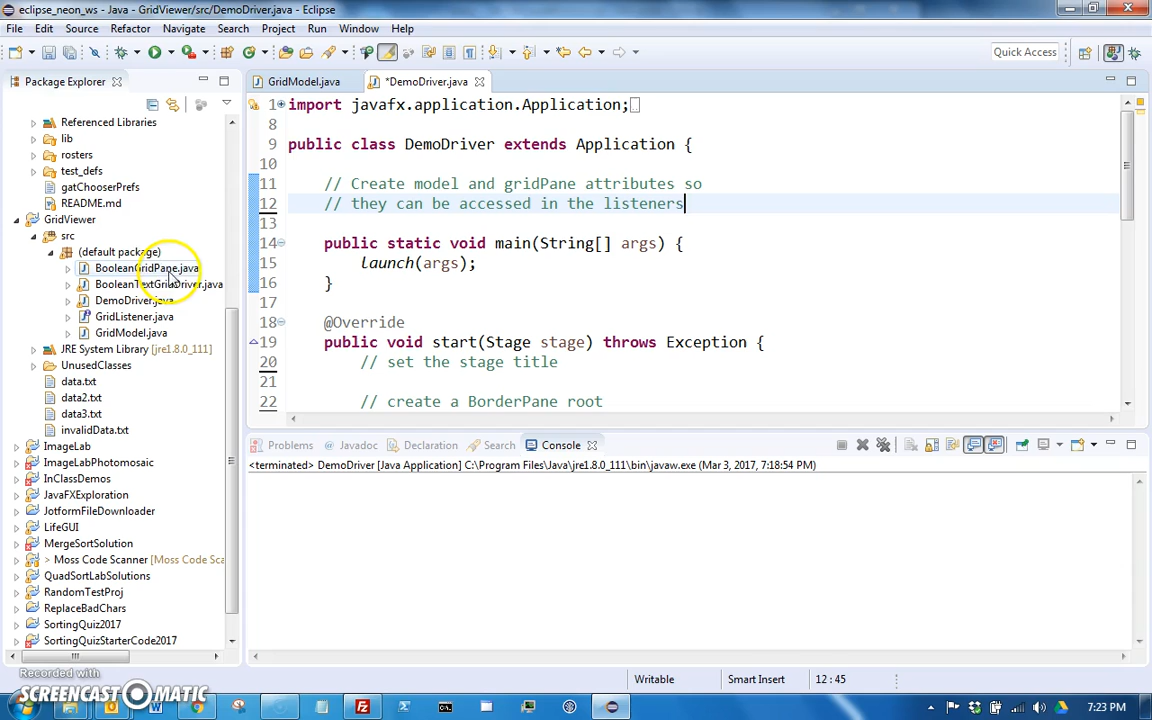 eclipse_neon_ws - Java - GridViewer/src/DemoDriver.java - Eclipse
File Edit Source Refactor Navigate Search Project Run Window Help
Quick Access
Package Explorer
GridModel.java
*DemoDriver.java
Referenced Libraries
lib
rosters
test_defs
gatChooserPrefs
README.md
GridViewer
src
(default package)
BooleanGridPane.java
BooleanTextGridDriver.java
DemoDriver.java
GridListener.java
GridModel.java
JRE System Library [jre1.8.0_111]
UnusedClasses
data.txt
data2.txt
data3.txt
invalidData.txt
ImageLab
ImageLabPhotomosaic
InClassDemos
JavaFXExploration
JotformFileDownloader
LifeGUI
MergeSortSolution
> Moss Code Scanner [Moss Code Sca
QuadSortLabSolutions
RandomTestProj
ReplaceBadChars
SortingQuiz2017
SortingQuizStarterCode2017
1 import javafx.application.Application;
8
9 public class DemoDriver extends Application {
10
11 // Create model and gridPane attributes so
12 // they can be accessed in the listeners
13
14 public static void main(String[] args) {
15 launch(args);
16 }
17
18 @Override
19 public void start(Stage stage) throws Exception {
20 // set the stage title
21
22 // create a BorderPane root
Problems Javadoc Declaration Search Console
<terminated> DemoDriver [Java Application] C:\Program Files\Java\jre1.8.0_111\bin\javaw.exe (Mar 3, 2017, 7:18:54 PM)
Writable Smart Insert 12 : 45
Recorded with
SCREENCAST-O-MATIC
7:23 PM